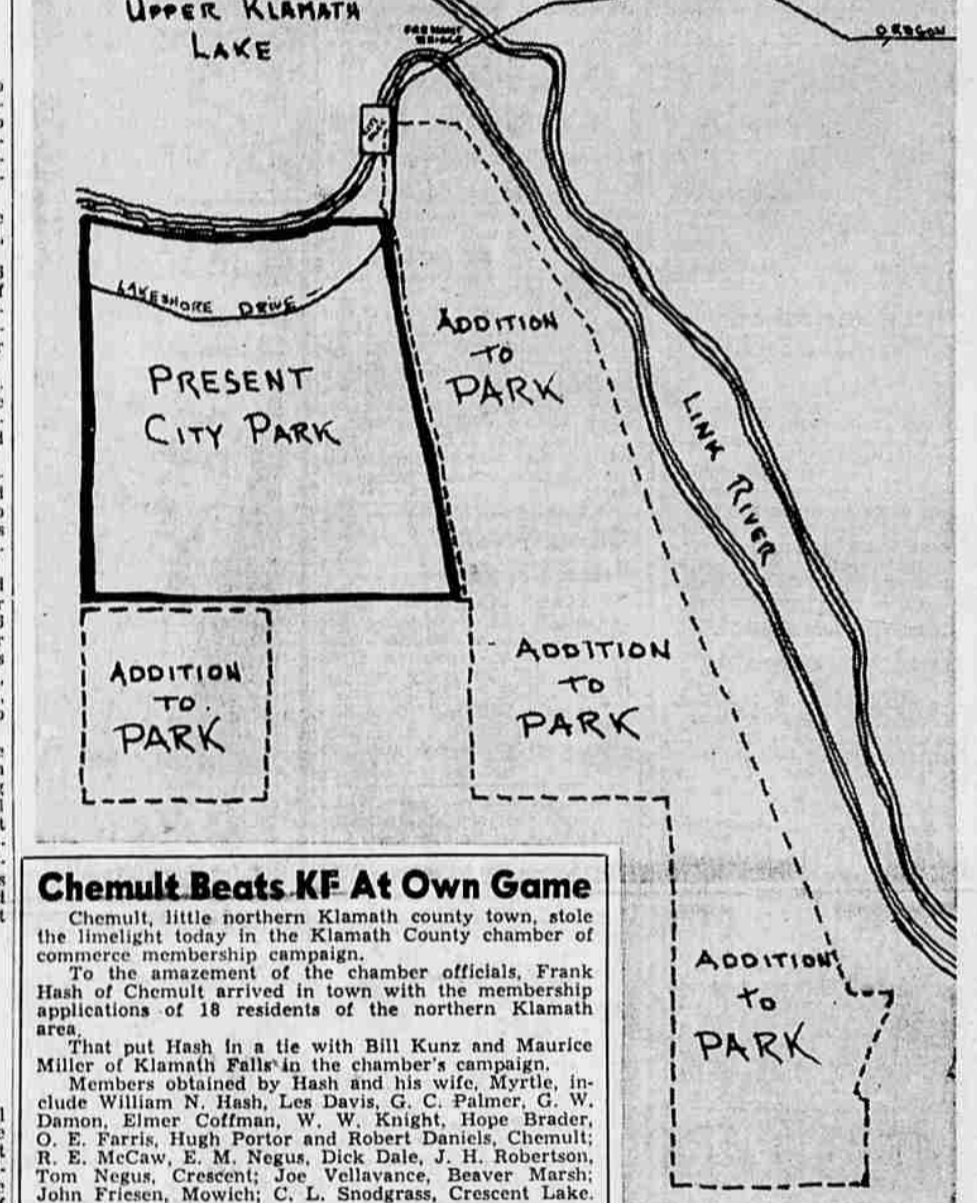 UPPER KLAMATH
LAKE
FREMONT
BRIDGE
OREGON
LAKESHORE DRIVE
PRESENT
CITY PARK
ADDITION
TO
PARK
LINK RIVER
ADDITION
TO
PARK
ADDITION
TO
PARK
ADDITION
TO
PARK
Chemult Beats KF At Own Game
Chemult, little northern Klamath county town, stole
the limelight today in the Klamath County chamber of
commerce membership campaign.
To the amazement of the chamber officials, Frank
Hash of Chemult arrived in town with the membership
applications of 18 residents of the northern Klamath
area.
That put Hash in a tie with Bill Kunz and Maurice
Miller of Klamath Falls in the chamber's campaign.
Members obtained by Hash and his wife, Myrtle, in-
clude William N. Hash, Les Davis, G. C. Palmer, G. W.
Damon, Elmer Coffman, W. W. Knight, Hope Brader,
O. E. Farris, Hugh Portor and Robert Daniels, Chemult;
R. E. McCaw, E. M. Negus, Dick Dale, J. H. Robertson,
Tom Negus, Crescent; Joe Vellavance, Beaver Marsh;
John Friesen, Mowich; C. L. Snodgrass, Crescent Lake.